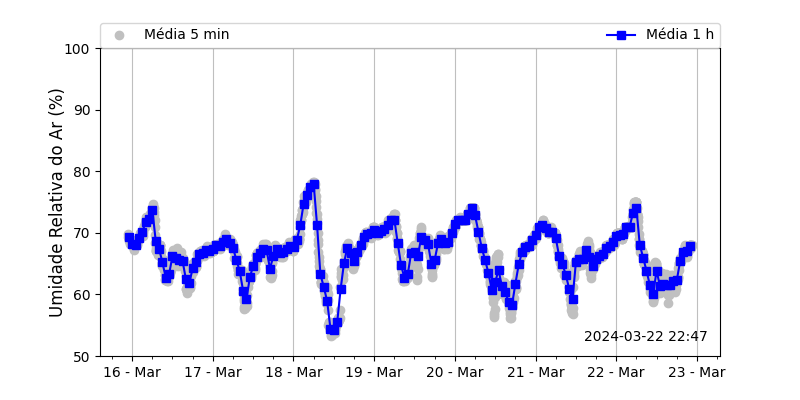 Média 5 min
Média 1 h
Umidade Relativa do Ar (%)
100
90
80
70
60
50
2024-03-22 22:47
16 - Mar
17 - Mar
18 - Mar
19 - Mar
20 - Mar
21 - Mar
22 - Mar
23 - Mar